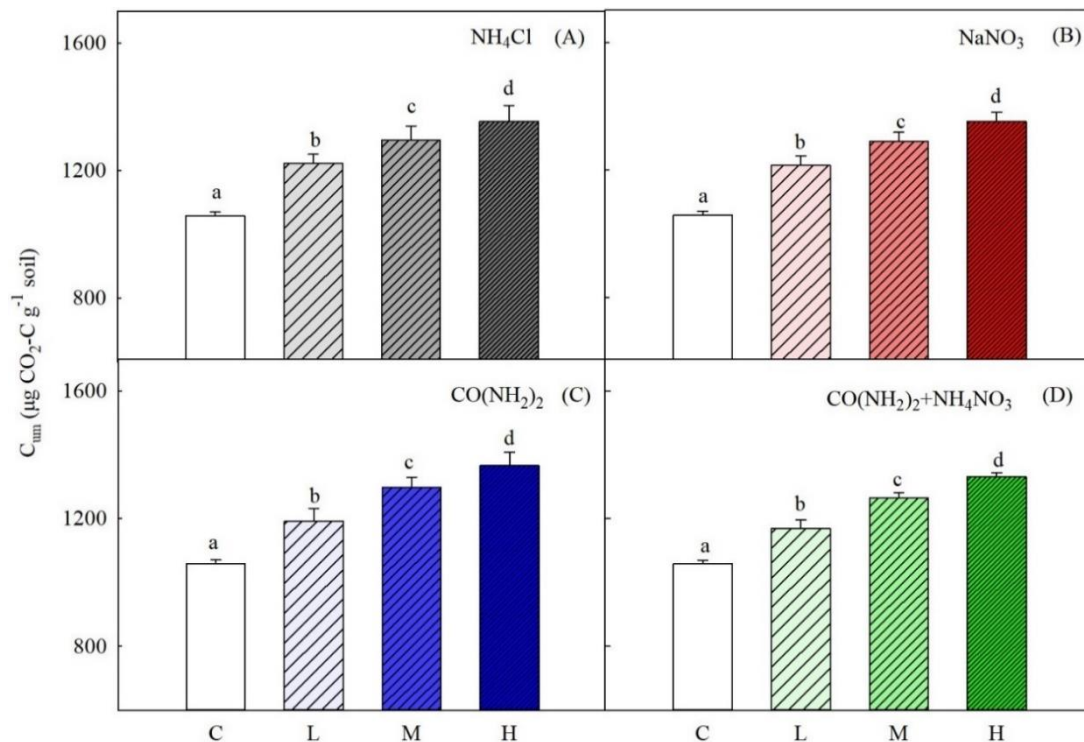 C_um (μg CO₂-C g⁻¹ soil)
NH₄Cl (A)
1600
1200
800
a
b
c
d
NaNO₃ (B)
a
b
c
d
CO(NH₂)₂ (C)
1600
1200
800
a
b
c
d
C L M H
CO(NH₂)₂+NH₄NO₃ (D)
a
b
c
d
C L M H